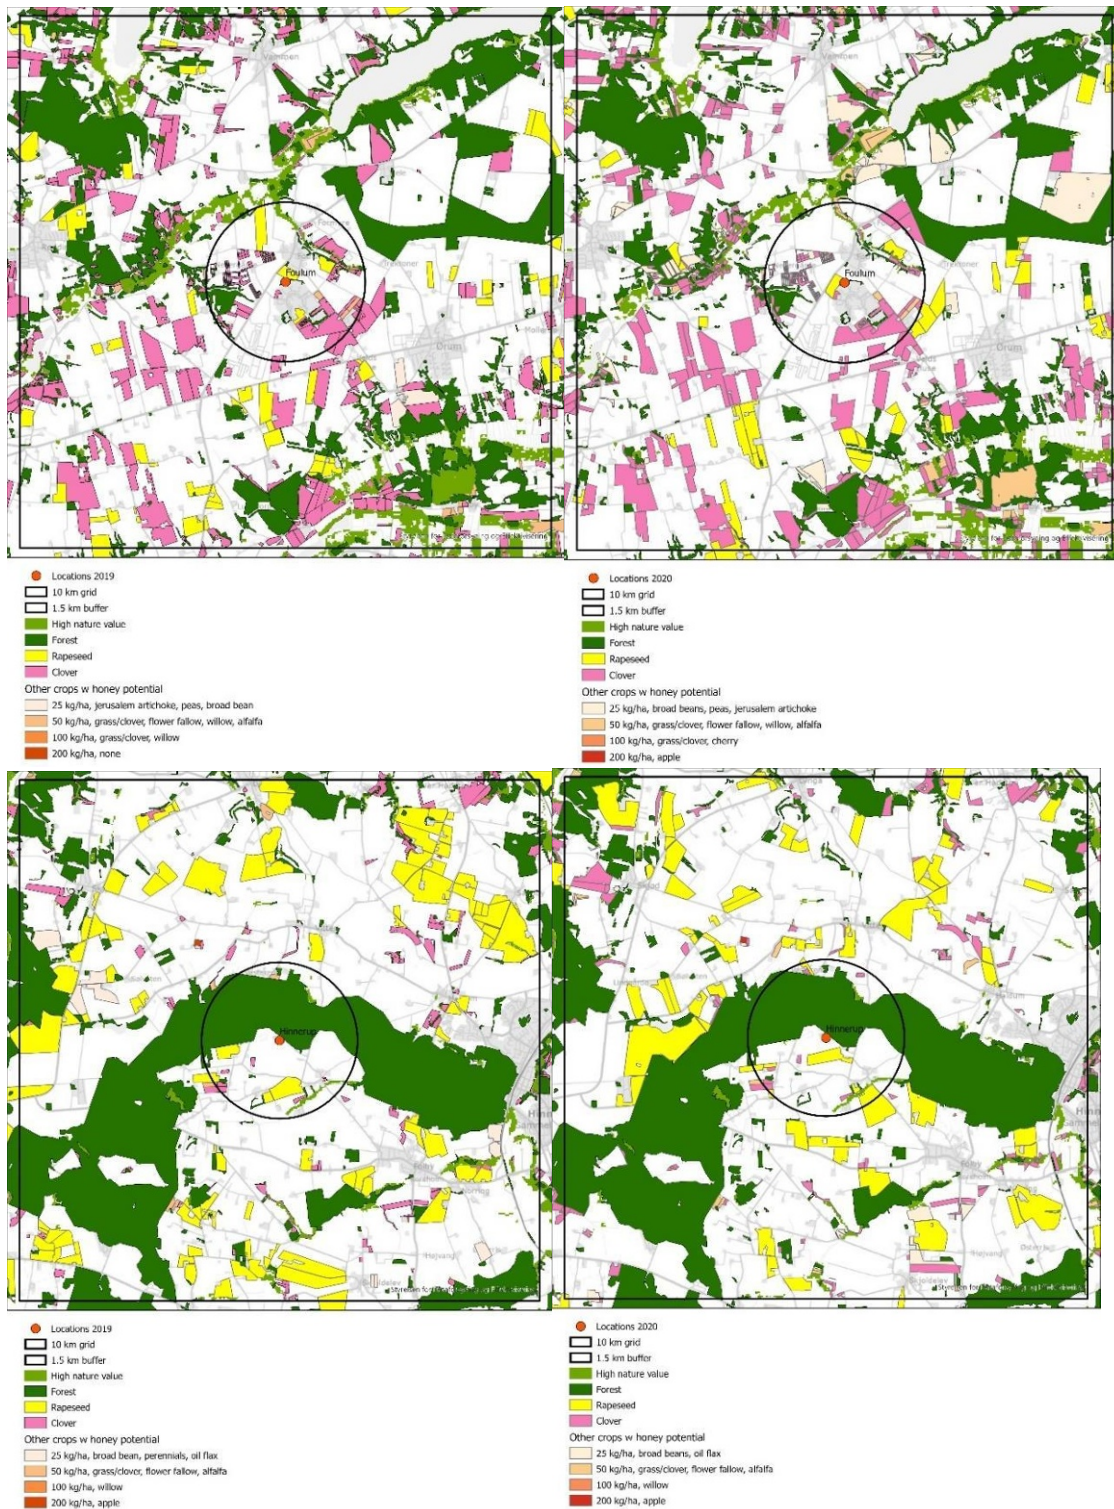 Foulum
Ørum
Foulum
Ørum
Locations 2019
10 km grid
1.5 km buffer
High nature value
Forest
Rapeseed
Clover
Other crops w honey potential
25 kg/ha, jerusalem artichoke, peas, broad bean
50 kg/ha, grass/clover, flower fallow, willow, alfalfa
100 kg/ha, grass/clover, willow
200 kg/ha, none
Locations 2020
10 km grid
1.5 km buffer
High nature value
Forest
Rapeseed
Clover
Other crops w honey potential
25 kg/ha, broad beans, peas, jerusalem artichoke
50 kg/ha, grass/clover, flower fallow, willow, alfalfa
100 kg/ha, grass/clover, cherry
200 kg/ha, apple
Hinnerup
Hinnerup
Locations 2019
10 km grid
1.5 km buffer
High nature value
Forest
Rapeseed
Clover
Other crops w honey potential
25 kg/ha, broad bean, perennials, oil flax
50 kg/ha, grass/clover, flower fallow, alfalfa
100 kg/ha, willow
200 kg/ha, apple
Locations 2020
10 km grid
1.5 km buffer
High nature value
Forest
Rapeseed
Clover
Other crops w honey potential
25 kg/ha, broad beans, oil flax
50 kg/ha, grass/clover, flower fallow, alfalfa
100 kg/ha, willow
200 kg/ha, apple